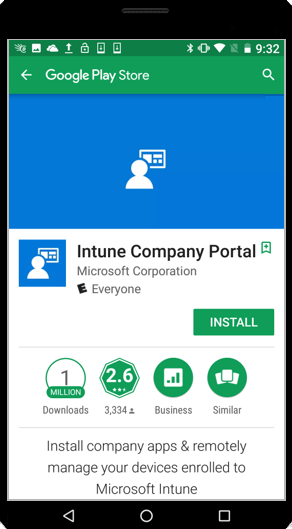 9:32
Google Play Store
Intune Company Portal
Microsoft Corporation
E Everyone
INSTALL
1
MILLION
2.6
Downloads
3,334
Business
Similar
Install company apps & remotely
manage your devices enrolled to
Microsoft Intune